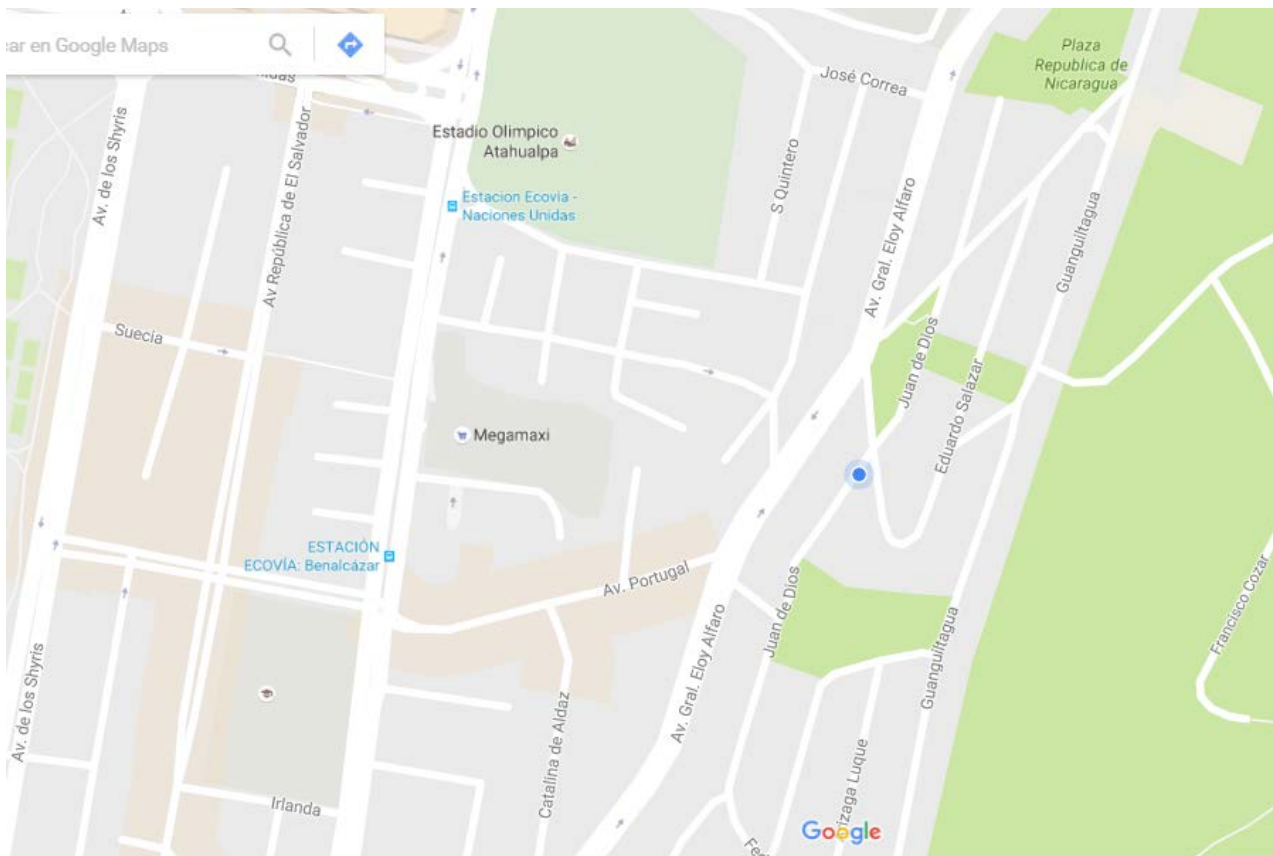 car en Google Maps
Plaza
Republica de
Nicaragua
José Correa
Av. de los Shyris
Av República de El Salvador
Estadio Olimpico
Atahualpa
S Quintero
Estacion Ecovia -
Naciones Unidas
Av. Gral. Eloy Alfaro
Guanguiltagua
Suecia
Juan de Dios
Eduardo Salazar
Megamaxi
ESTACIÓN
ECOVÍA: Benalcázar
Av. Portugal
Juan de Dios
Francisco Cozar
Av. de los Shyris
Av. Gral. Eloy Alfaro
Guanguiltagua
Catalina de Aldaz
Irlanda
izaga Luque
Google